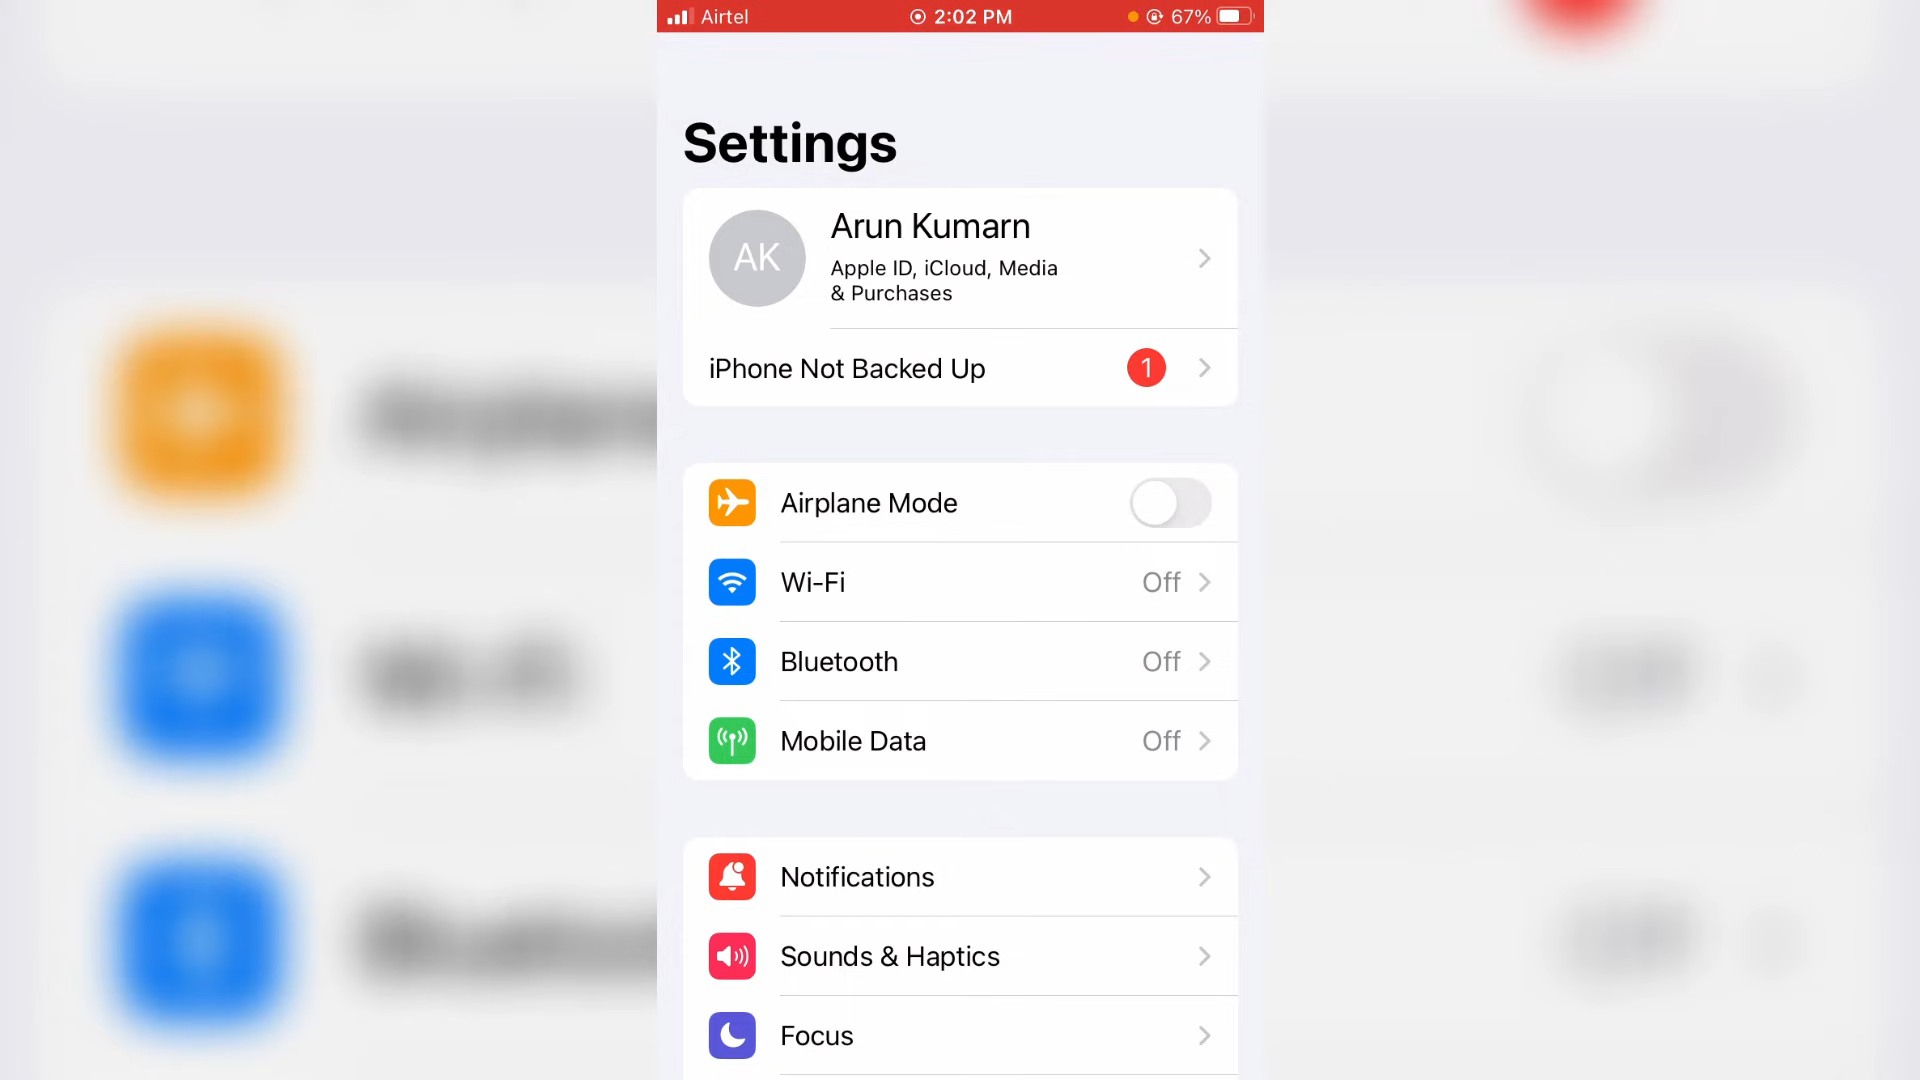 Airtel
2:02 PM
67%
Settings
AK
Arun Kumarn
Apple ID, iCloud, Media
& Purchases
iPhone Not Backed Up
1
Airplane Mode
Wi-Fi
Off
Bluetooth
Off
Mobile Data
Off
Notifications
Sounds & Haptics
Focus